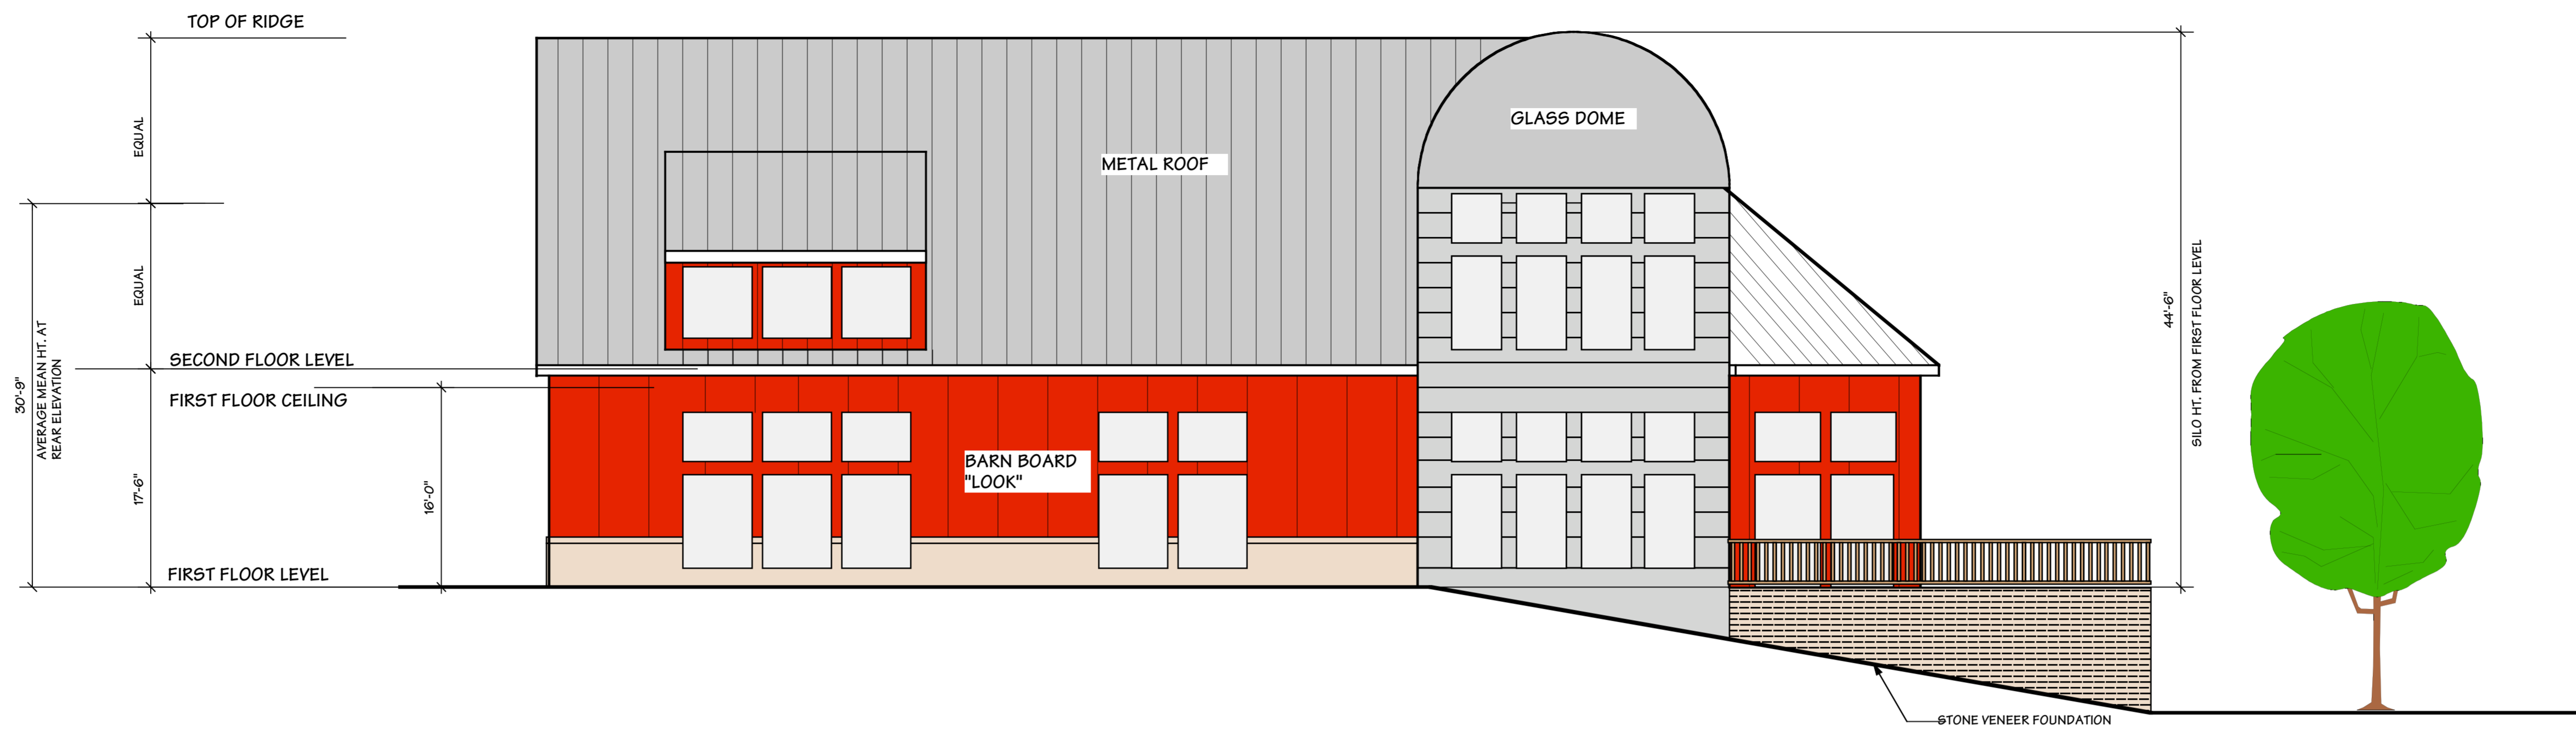 TOP OF RIDGE
EQUAL
GLASS DOME
METAL ROOF
EQUAL
SECOND FLOOR LEVEL
FIRST FLOOR CEILING
30'-9"
AVERAGE MEAN HT. AT
REAR ELEVATION
17'-6"
16'-0"
BARN BOARD
"LOOK"
44'-6"
SILO HT. FROM FIRST FLOOR LEVEL
FIRST FLOOR LEVEL
STONE VENEER FOUNDATION